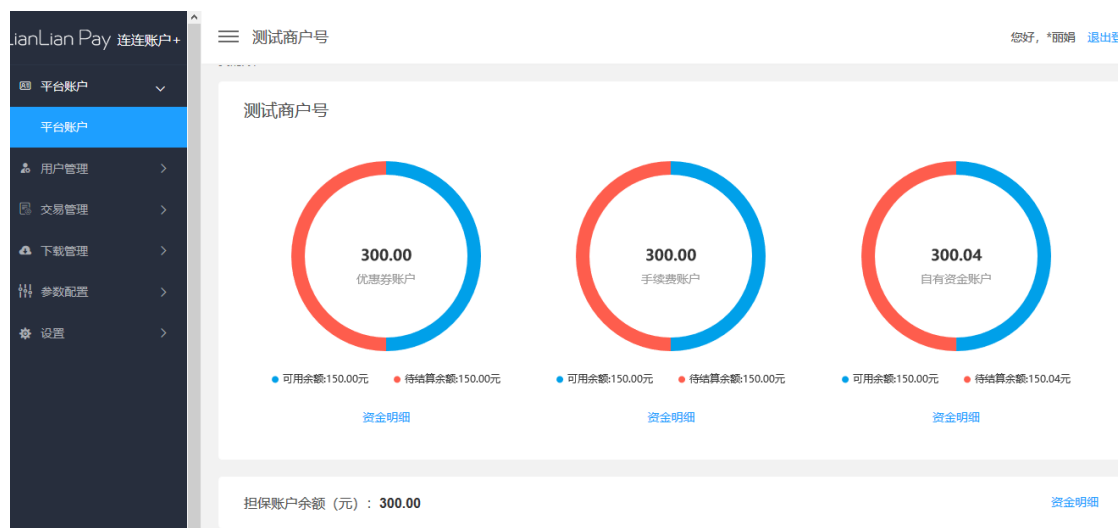 LianLian Pay 连连账户+
测试商户号
您好，*丽娟 退出登
平台账户
平台账户
用户管理
交易管理
下载管理
参数配置
设置
测试商户号
300.00
优惠券账户
可用余额:150.00元 待结算余额:150.00元
资金明细
300.00
手续费账户
可用余额:150.00元 待结算余额:150.00元
资金明细
300.04
自有资金账户
可用余额:150.00元 待结算余额:150.04元
资金明细
担保账户余额（元）: 300.00
资金明细